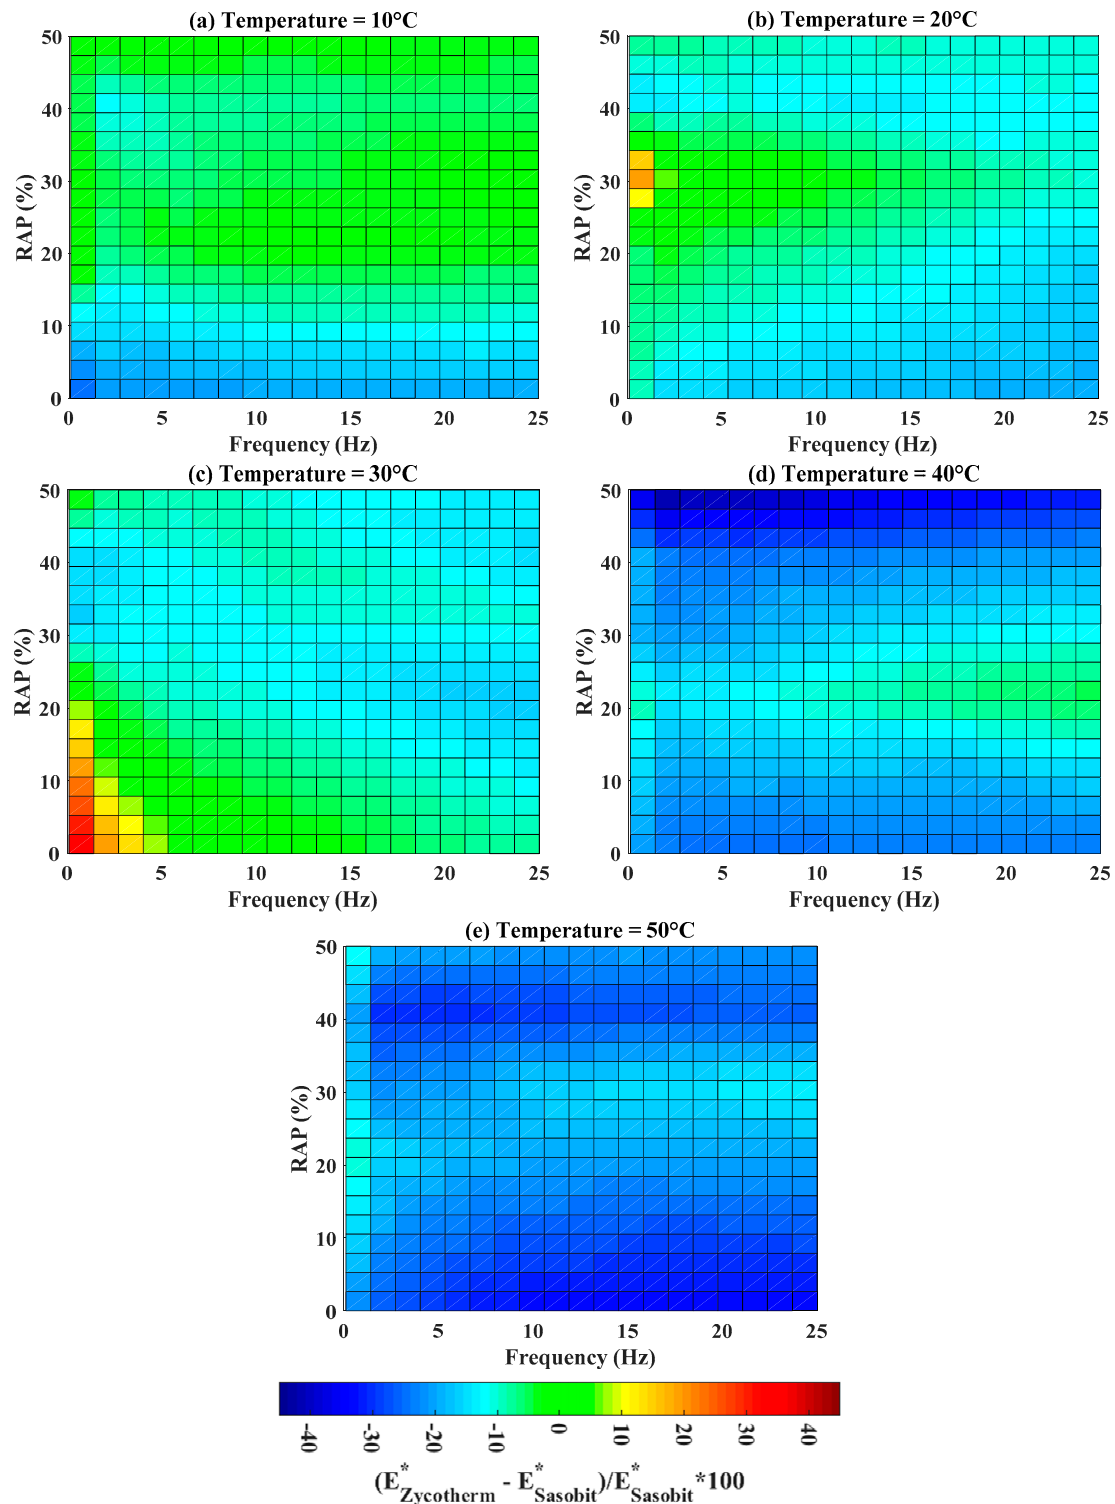 (a) Temperature = 10°C
50
40
30
20
10
0
RAP (%)
0 5 10 15 20 25
Frequency (Hz)
(b) Temperature = 20°C
50
40
30
20
10
0
RAP (%)
0 5 10 15 20 25
Frequency (Hz)
(c) Temperature = 30°C
50
40
30
20
10
0
RAP (%)
0 5 10 15 20 25
Frequency (Hz)
(d) Temperature = 40°C
50
40
30
20
10
0
RAP (%)
0 5 10 15 20 25
Frequency (Hz)
(e) Temperature = 50°C
50
40
30
20
10
0
RAP (%)
0 5 10 15 20 25
Frequency (Hz)
-40 -30 -20 -10 0 10 20 30 40
(E*Zycotherm - E*Sasobit)/E*Sasobit*100